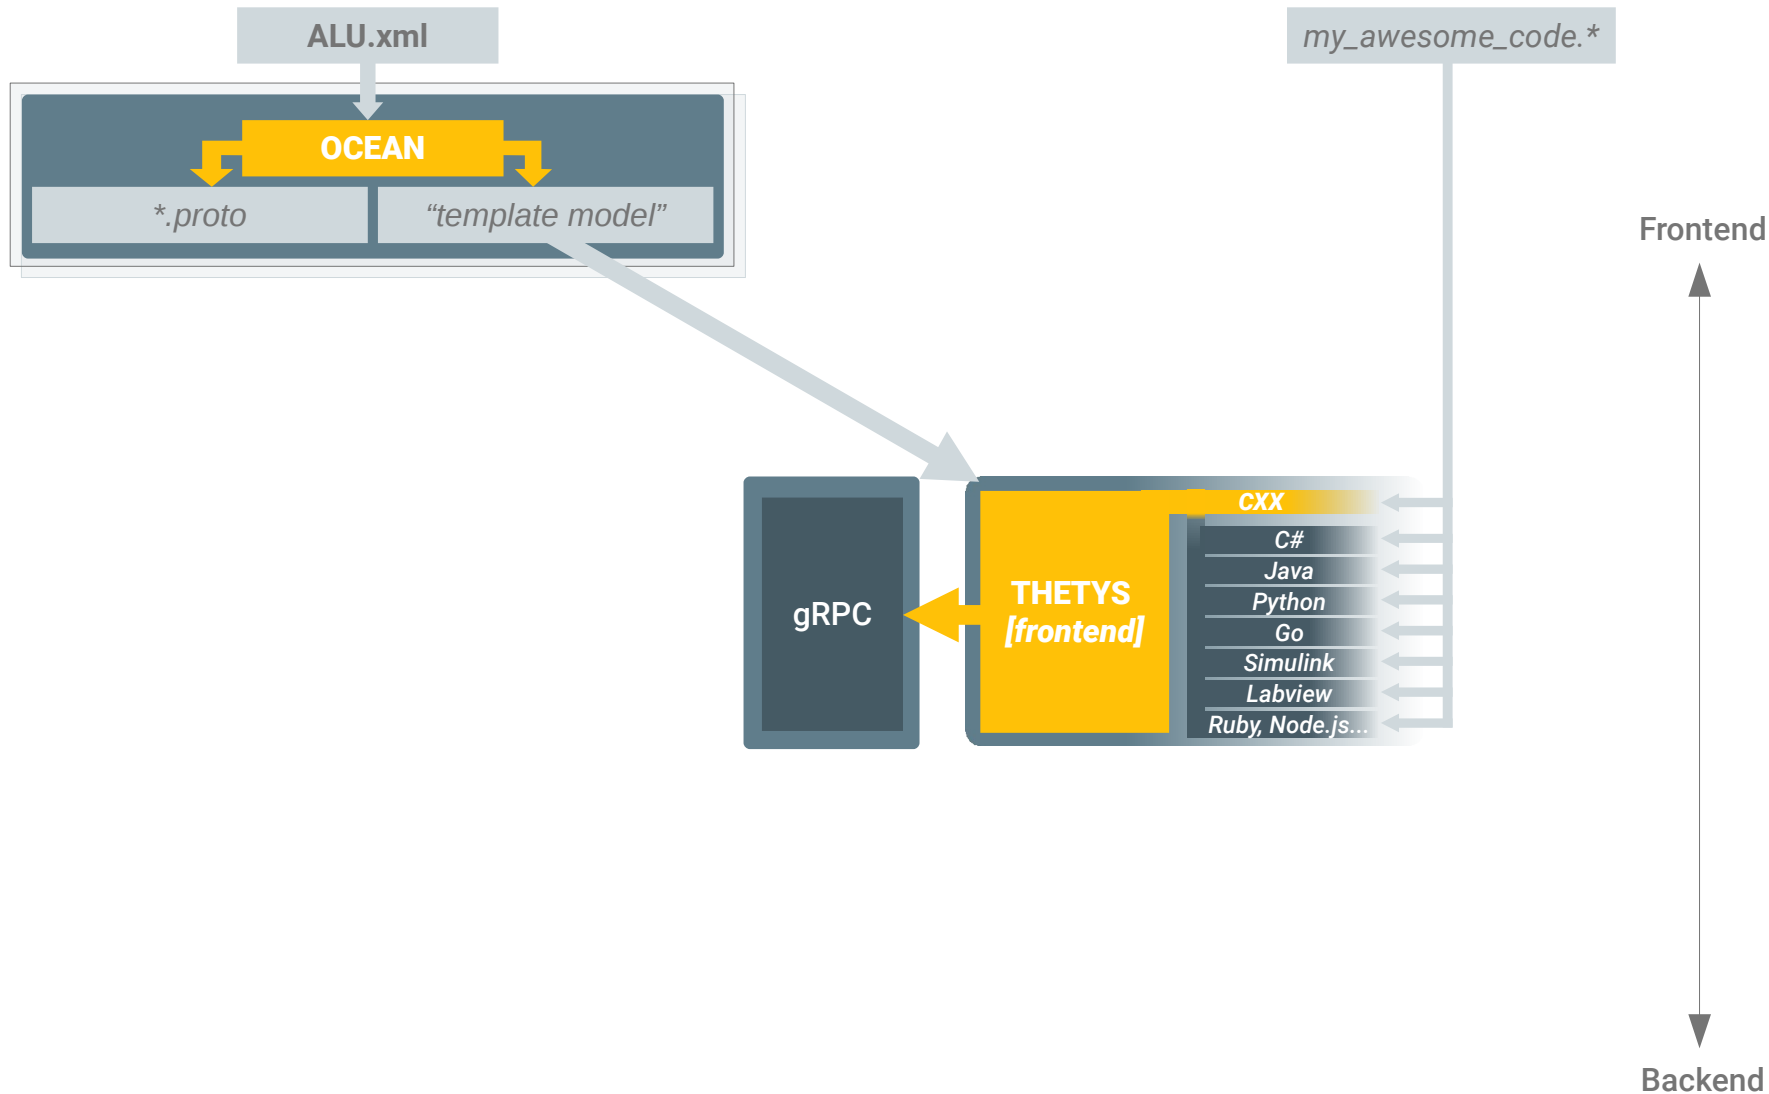 ALU.xml
my_awesome_code.*
OCEAN
*.proto
“template model”
Frontend
CXX
C#
Java
Python
Go
Simulink
Labview
Ruby, Node.js...
THETYS
[frontend]
gRPC
Backend